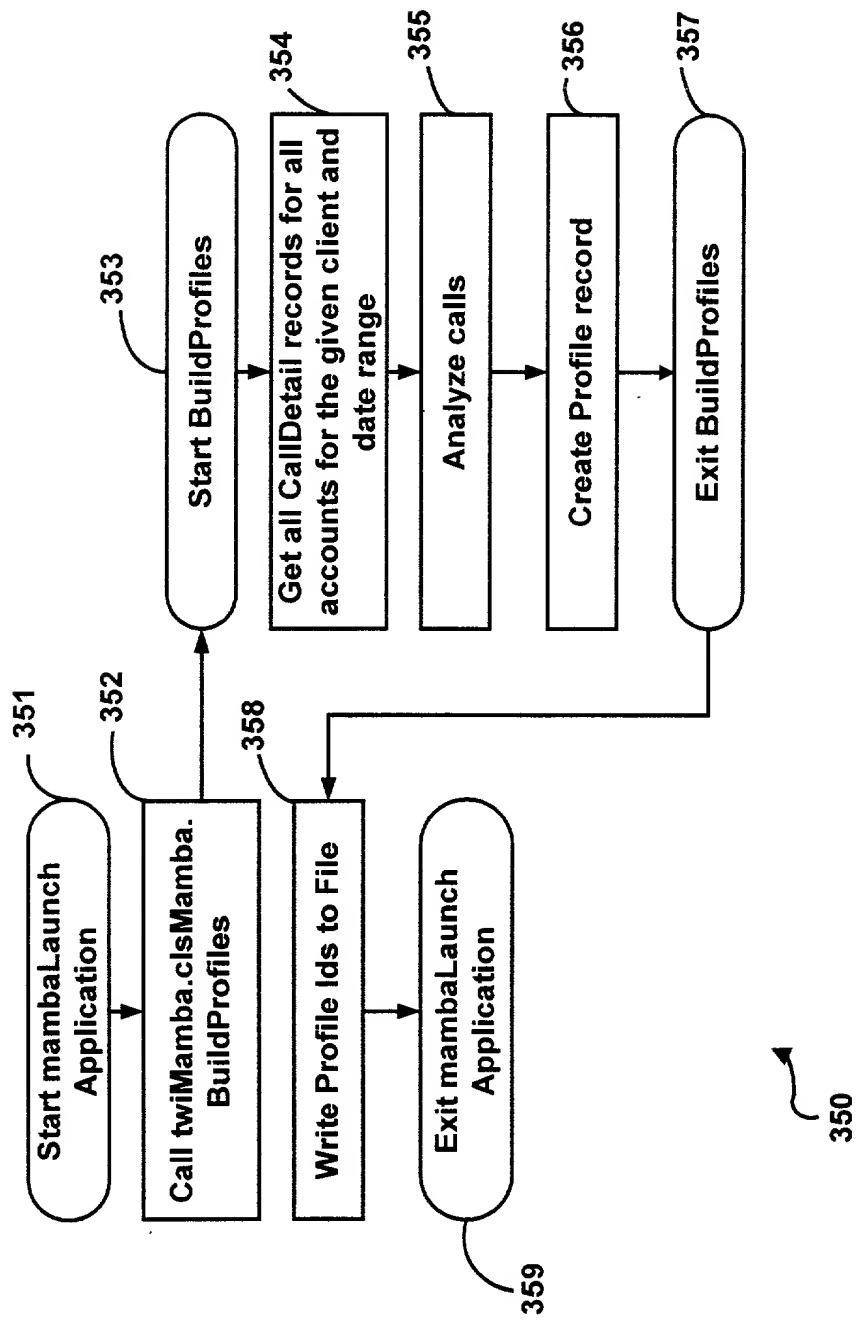 351
Start mambaLaunch
Application
352
Call twiMamba.clsMamba.
BuildProfiles
353
Start BuildProfiles
354
Get all CallDetail records for all
accounts for the given client and
date range
355
Analyze calls
356
Create Profile record
357
Exit BuildProfiles
358
Write Profile Ids to File
Exit mambaLaunch
Application
359
350